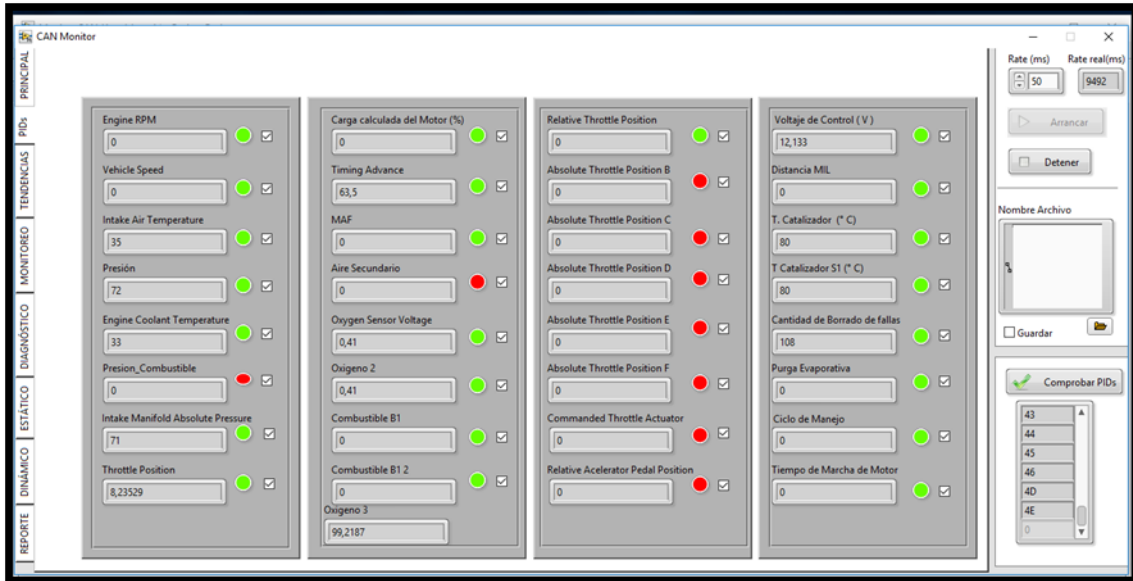 CAN Monitor
PRINCIPAL
PIDs
TENDENCIAS
MONITOREO
DIAGNÓSTICO
ESTÁTICO
DINÁMICO
REPORTE
Engine RPM
0
Vehicle Speed
0
Intake Air Temperature
35
Presión
72
Engine Coolant Temperature
33
Presion_Combustible
0
Intake Manifold Absolute Pressure
71
Throttle Position
8,23529
Carga calculada del Motor (%)
0
Timing Advance
63,5
MAF
0
Aire Secundario
0
Oxygen Sensor Voltage
0,41
Oxigeno 2
0,41
Combustible B1
0
Combustible B1 2
0
Oxigeno 3
99,2187
Relative Throttle Position
0
Absolute Throttle Position B
0
Absolute Throttle Position C
0
Absolute Throttle Position D
0
Absolute Throttle Position E
0
Absolute Throttle Position F
0
Commanded Throttle Actuator
0
Relative Acelerator Pedal Position
0
Voltaje de Control ( V )
12,133
Distancia MIL
0
T. Catalizador (° C)
80
T Catalizador S1 (° C)
80
Cantidad de Borrado de fallas
108
Purga Evaporativa
0
Ciclo de Manejo
0
Tiempo de Marcha de Motor
0
Rate (ms) Rate real(ms)
50 9492
Arrancar
Detener
Nombre Archivo
Guardar
Comprobar PIDs
43
44
45
46
4D
4E
0